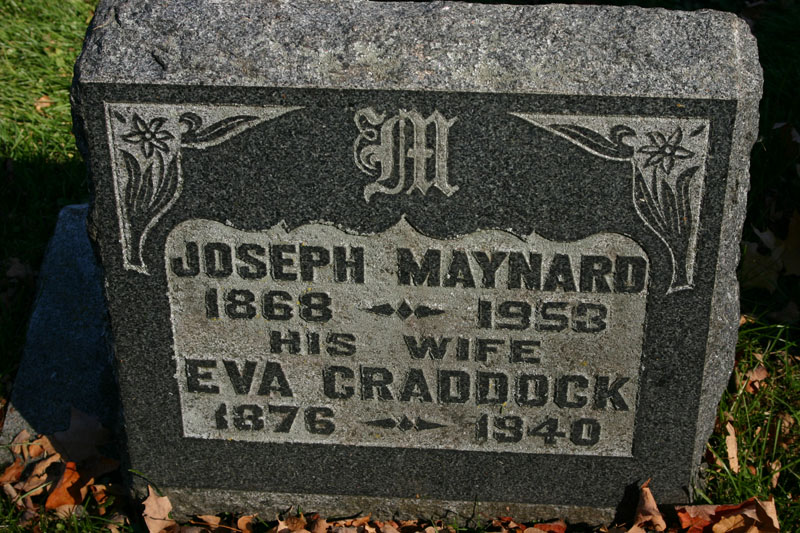 M
JOSEPH MAYNARD
1868 1953
HIS WIFE
EVA CRADDOCK
1876 1940